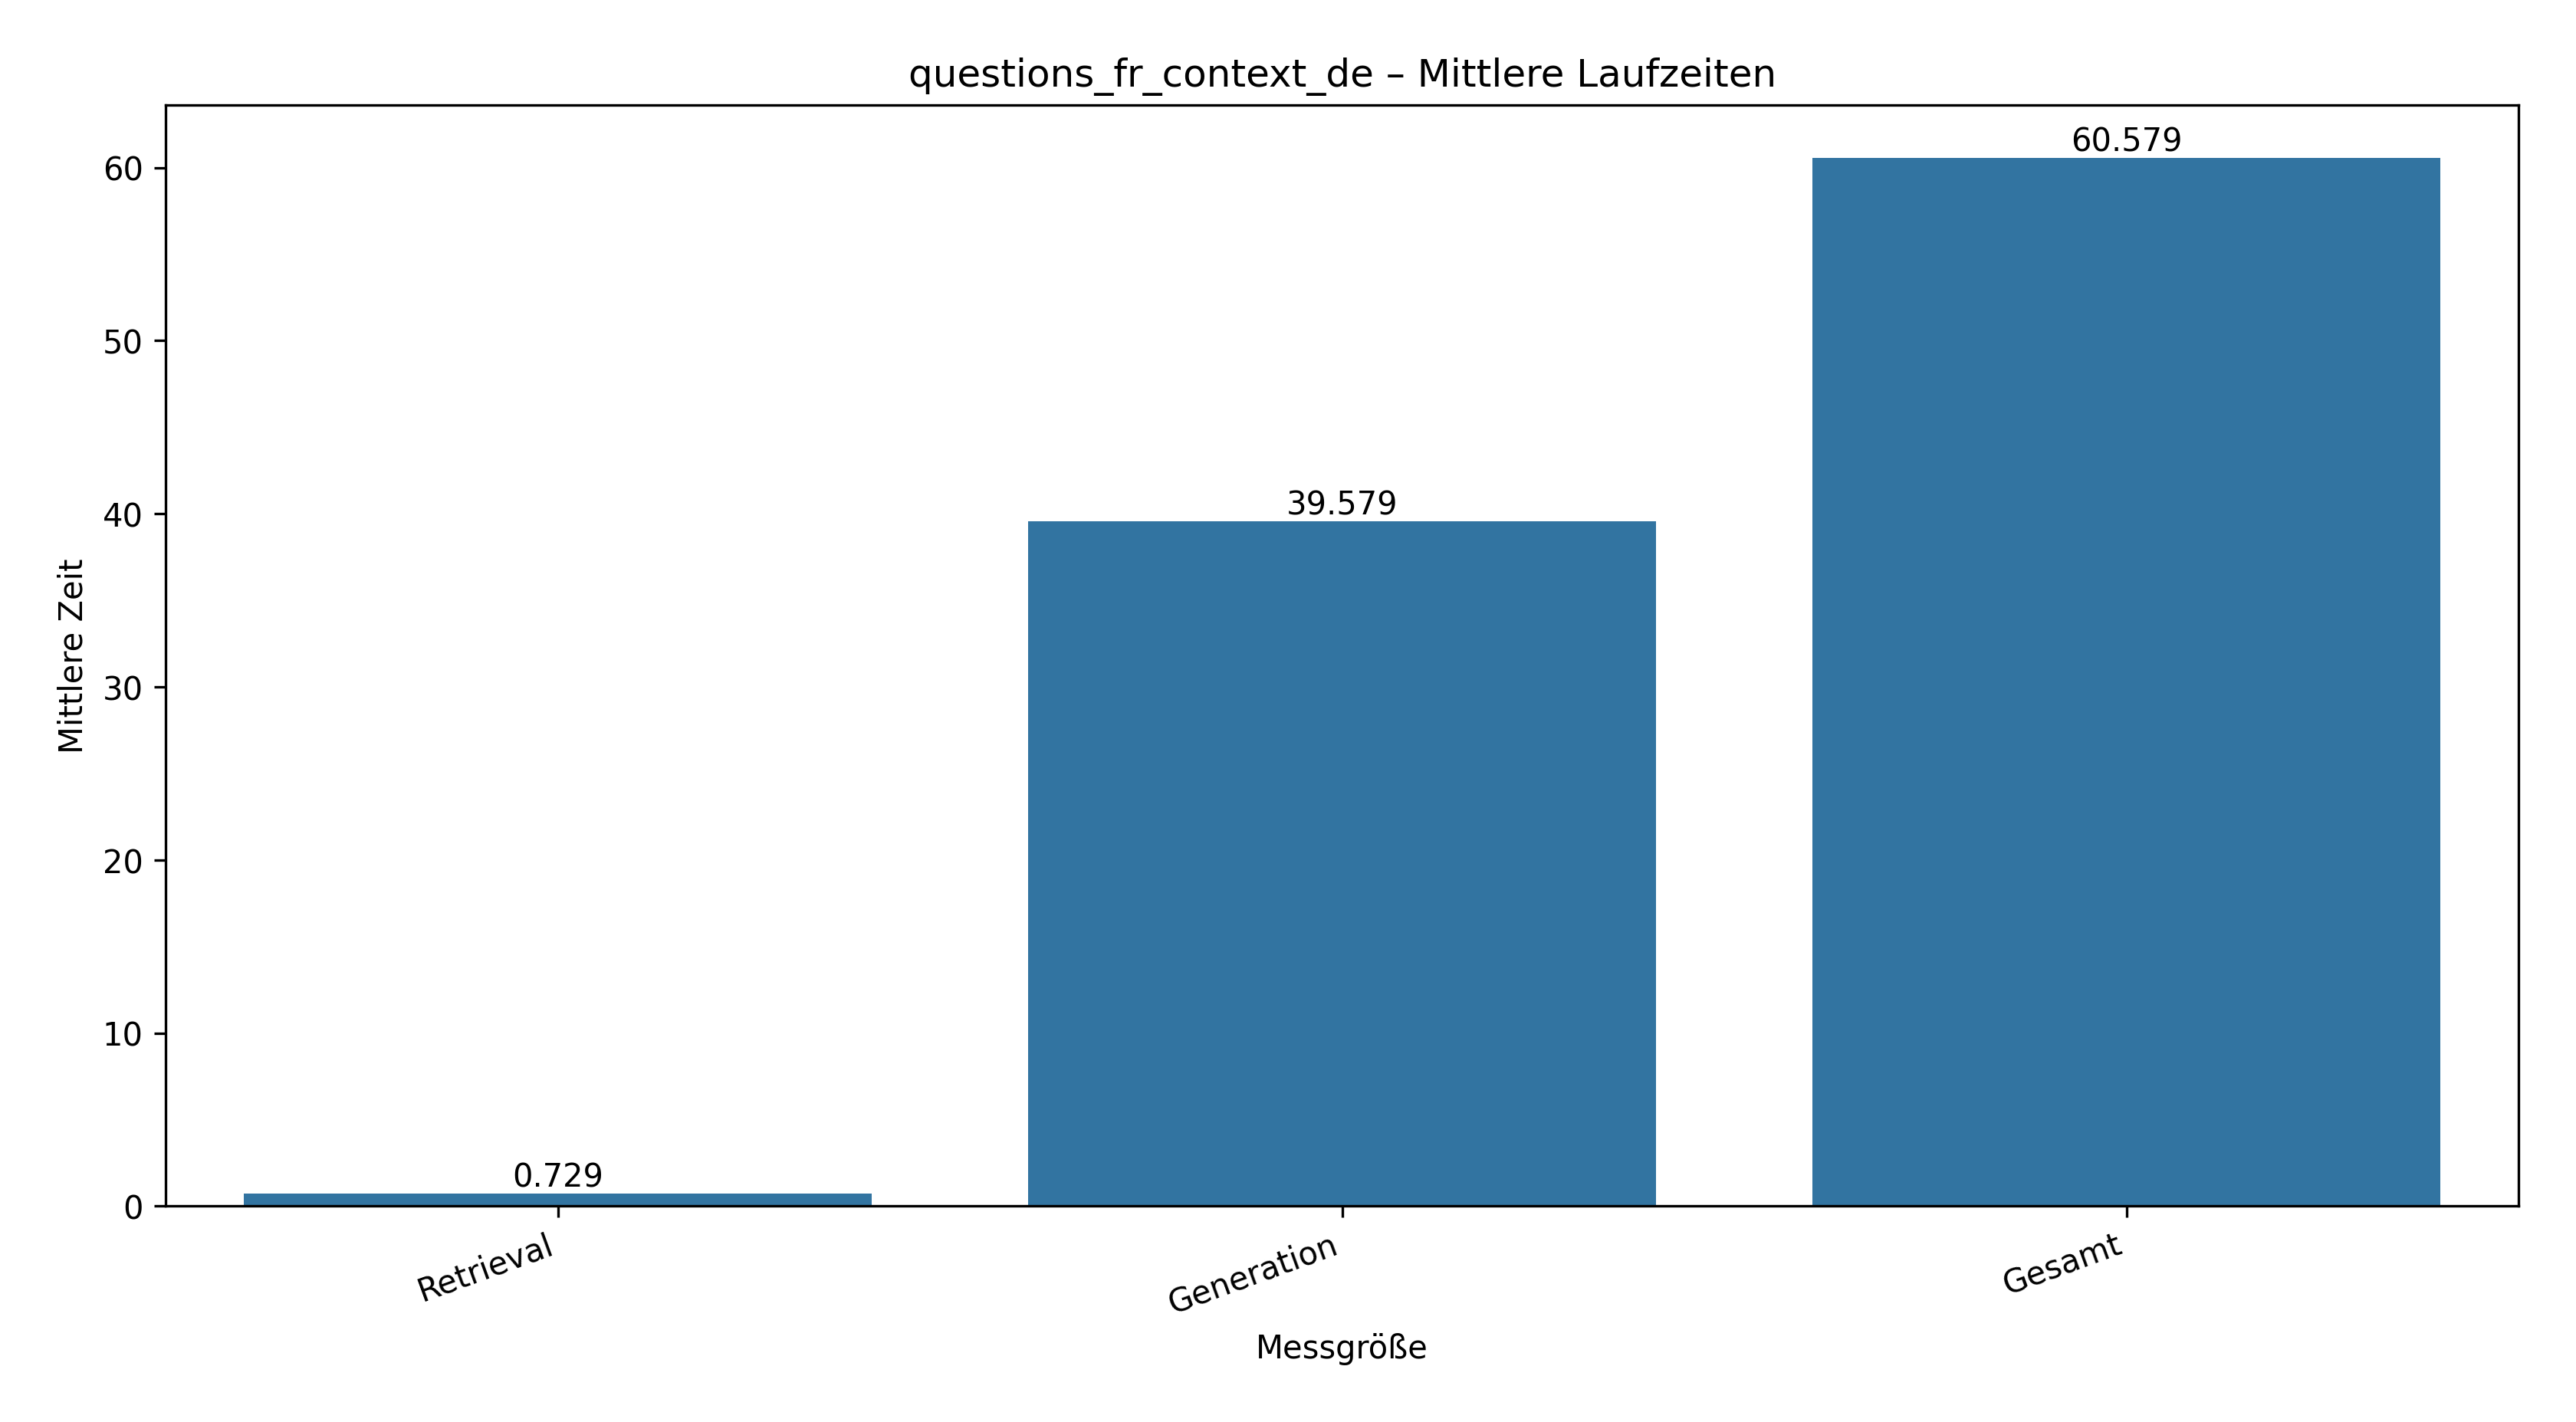 questions_fr_context_de – Mittlere Laufzeiten
60.579
39.579
0.729
60
50
40
30
20
10
0
Mittlere Zeit
Retrieval
Generation
Gesamt
Messgröße